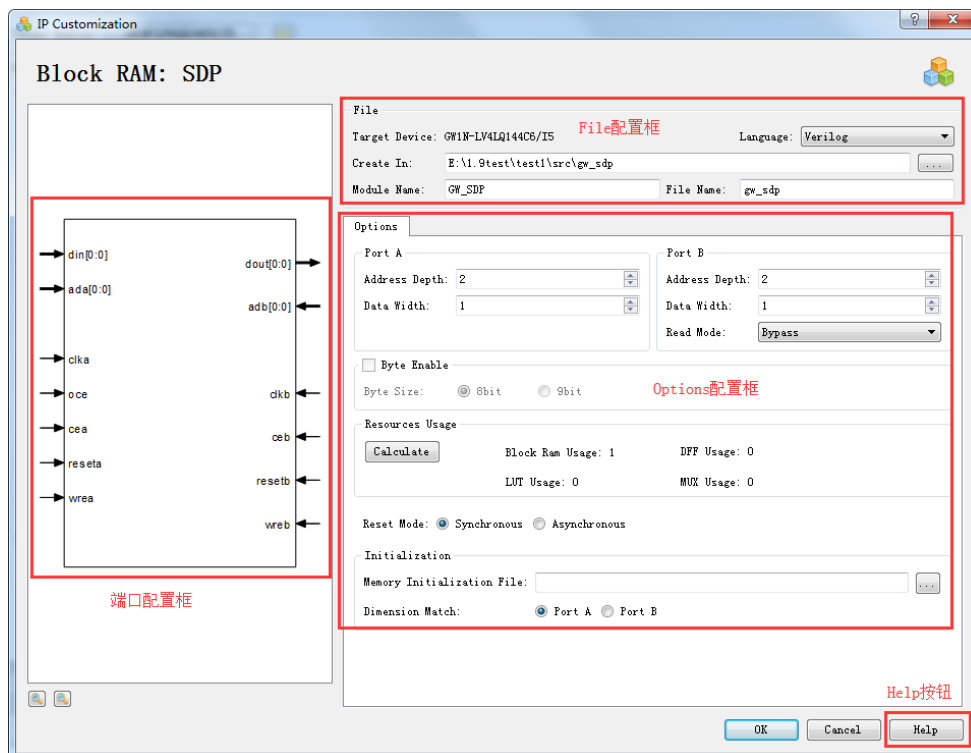 IP Customization
Block RAM: SDP
File
File配置框
Target Device: GW1N-LV4LQ144C6/I5
Language: Verilog
Create In: E:\1.9test\test1\src\gw_sdp
...
Module Name: GW_SDP
File Name: gw_sdp
din[0:0]
dout[0:0]
ada[0:0]
adb[0:0]
clka
oce
clkb
cea
ceb
reseta
resetb
wrea
wreb
端口配置框
Options
Port A
Address Depth: 2
Data Width: 1
Port B
Address Depth: 2
Data Width: 1
Read Mode: Bypass
Byte Enable
Byte Size: 8bit 9bit
Options配置框
Resources Usage
Calculate
Block Ram Usage: 1
DFF Usage: 0
LUT Usage: 0
MUX Usage: 0
Reset Mode: Synchronous Asynchronous
Initialization
Memory Initialization File:
...
Dimension Match: Port A Port B
Help按钮
OK
Cancel
Help